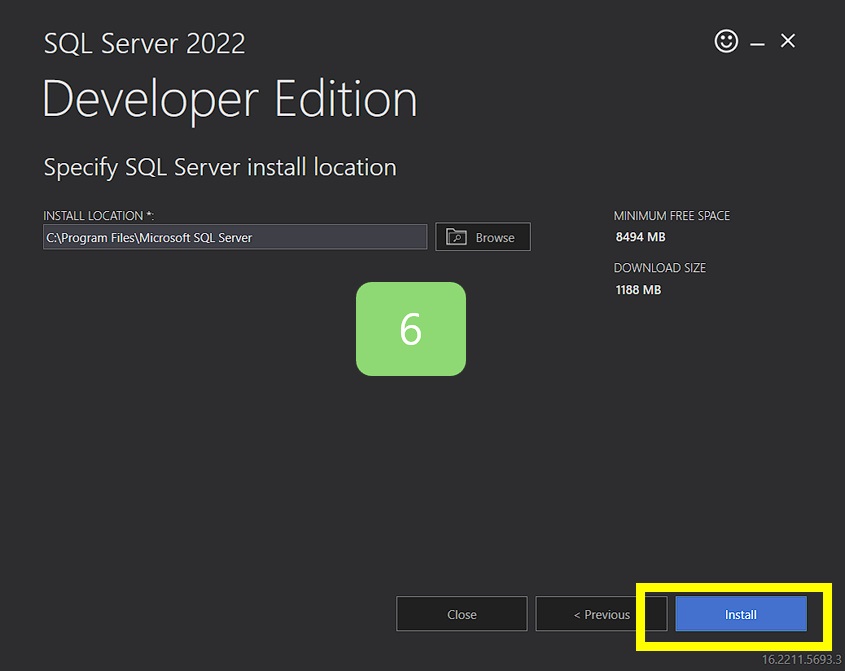 SQL Server 2022
Developer Edition
Specify SQL Server install location
INSTALL LOCATION *:
C:\Program Files\Microsoft SQL Server
Browse
MINIMUM FREE SPACE
8494 MB
DOWNLOAD SIZE
1188 MB
6
Close
< Previous
Install
16.2211.5693.3